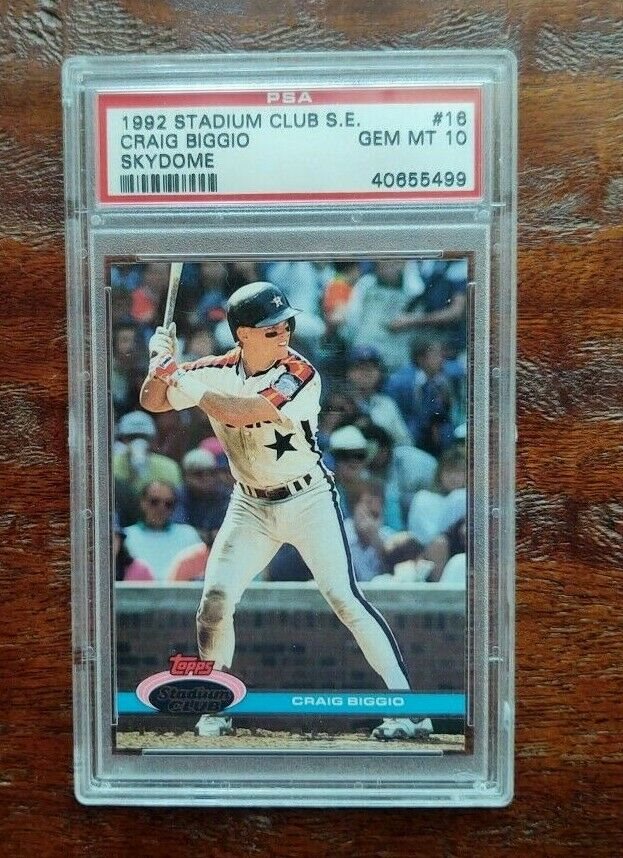 PSA
1992 STADIUM CLUB S.E. #16
CRAIG BIGGIO GEM MT 10
SKYDOME
40655499
Topps
Stadium
CLUB
CRAIG BIGGIO